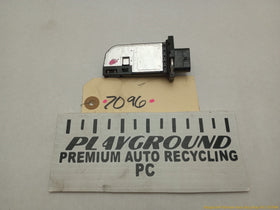 7096
PLAYGROUND
PREMIUM AUTO RECYCLING
PC